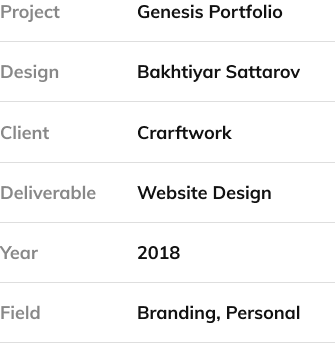 Project Genesis Portfolio
Design Bakhtiyar Sattarov
Client Crarftwork
Deliverable Website Design
Year 2018
Field Branding, Personal